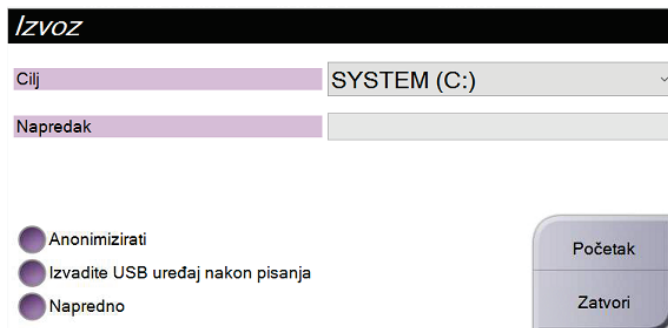 Izvoz
Cilj
SYSTEM (C:)
Napredak
Anonimizirati
Izvadite USB uređaj nakon pisanja
Napredno
Početak
Zatvori